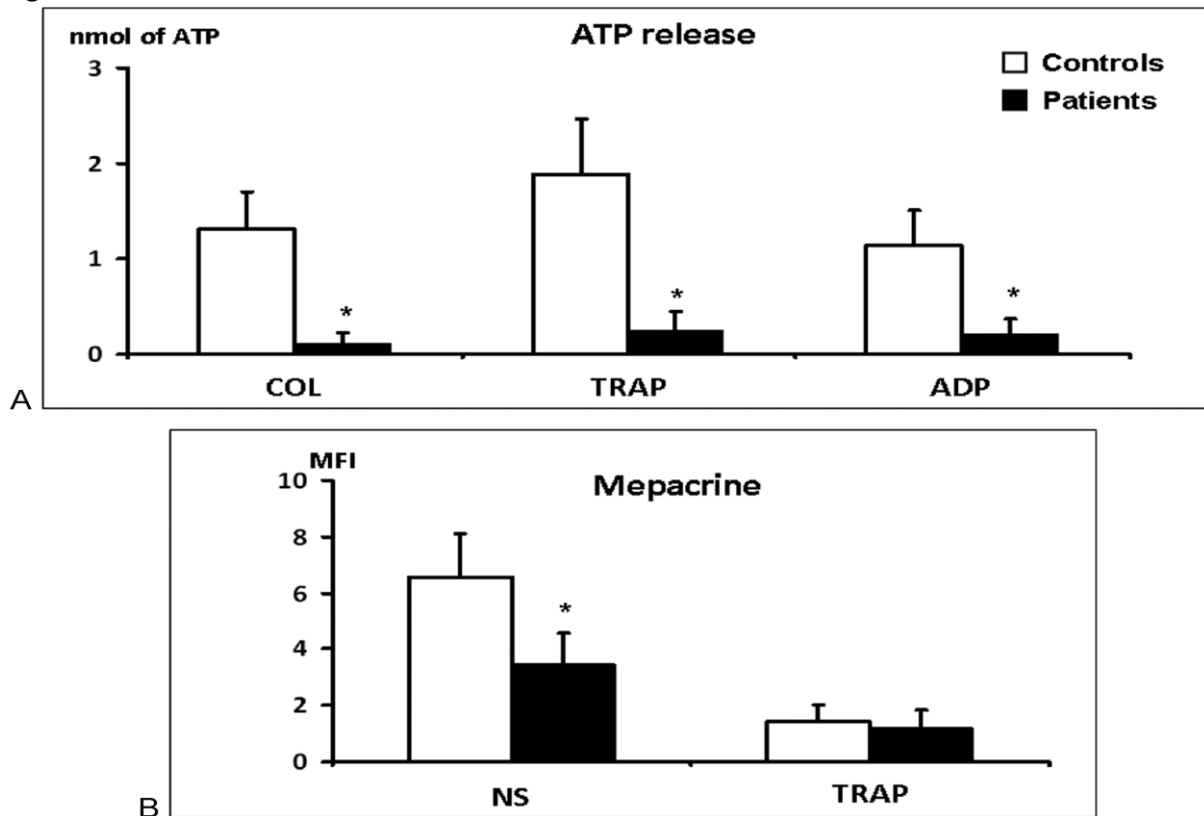 nmol of ATP
ATP release
Controls
Patients
3
2
1
0
*
*
*
COL
TRAP
ADP
A
MFI
Mepacrine
10
8
6
4
2
0
*
NS
TRAP
B